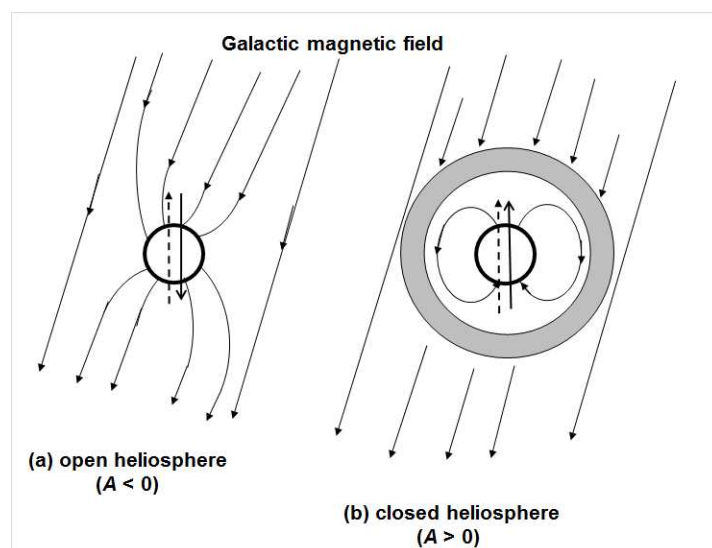 Galactic magnetic field
(a) open heliosphere
(A < 0)
(b) closed heliosphere
(A > 0)